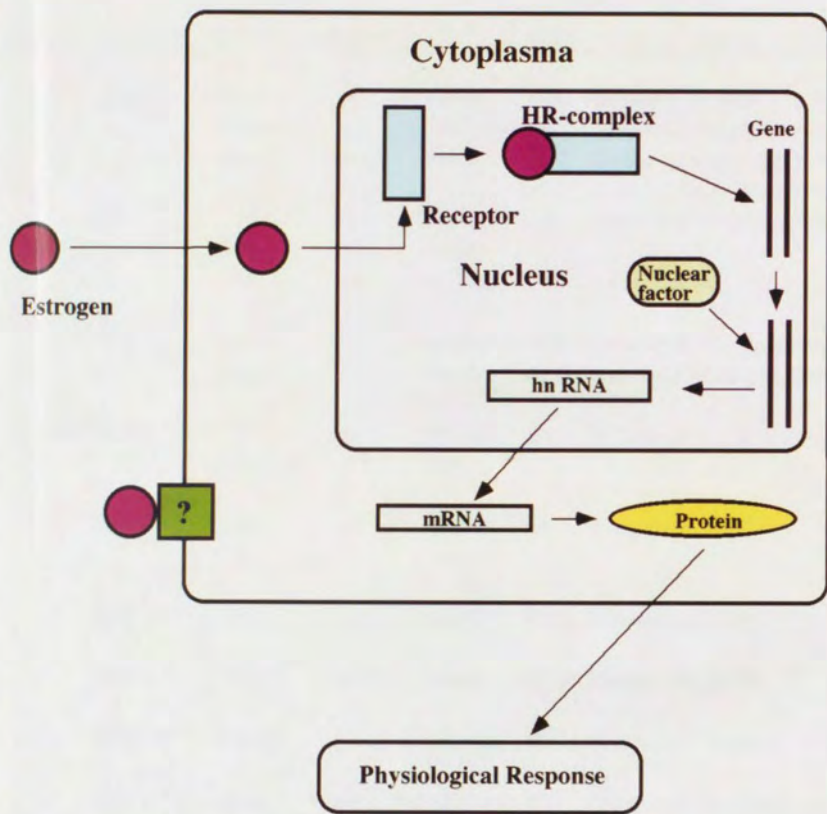 Cytoplasma
HR-complex
Gene
Receptor
Estrogen
Nucleus
Nuclear
factor
hn RNA
?
mRNA
Protein
Physiological Response